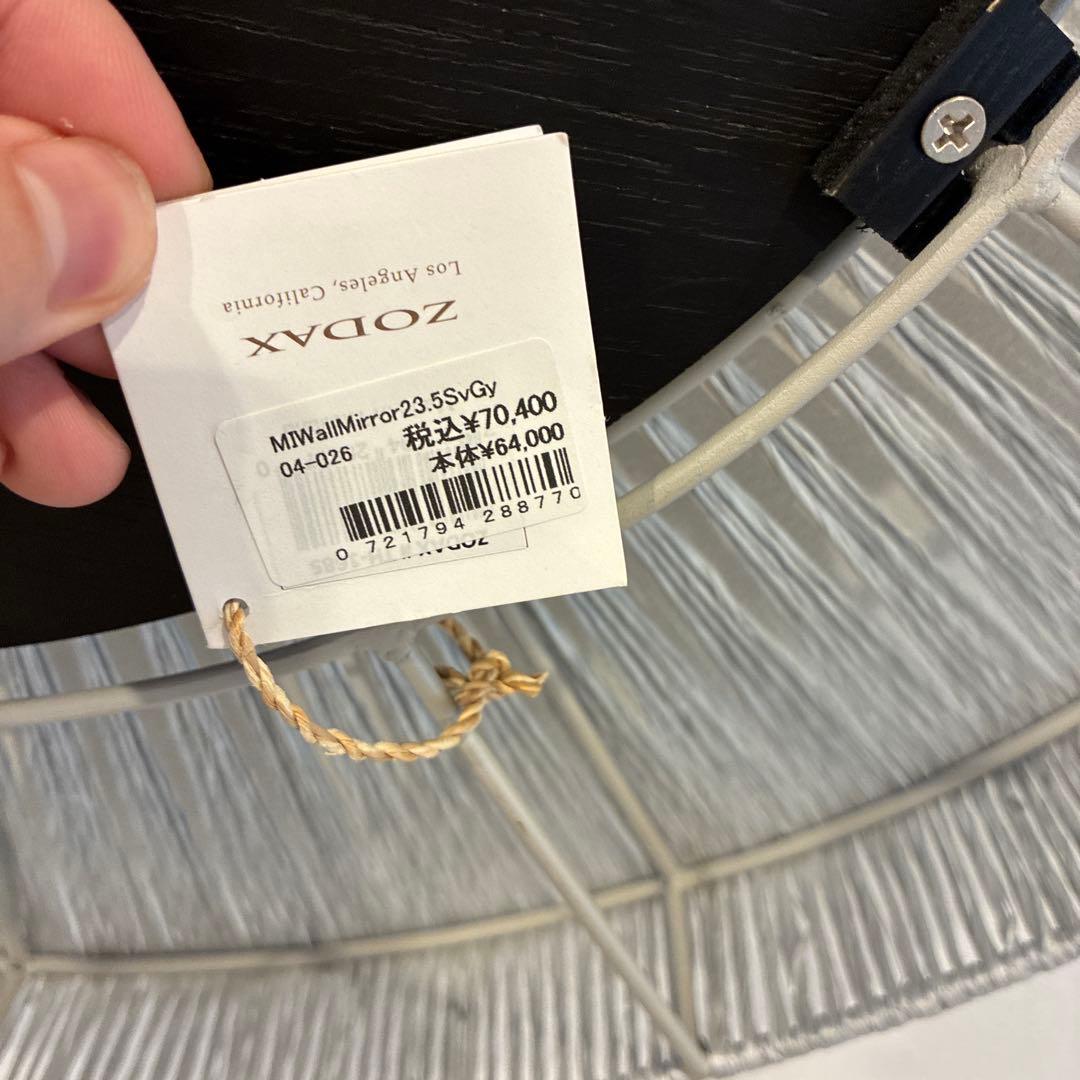 ZODAX
Los Angeles, California
MIWallMirror23.5SvGy
04-026
税込¥70,400
本体¥64,000
0 721794 288770
ZODAX